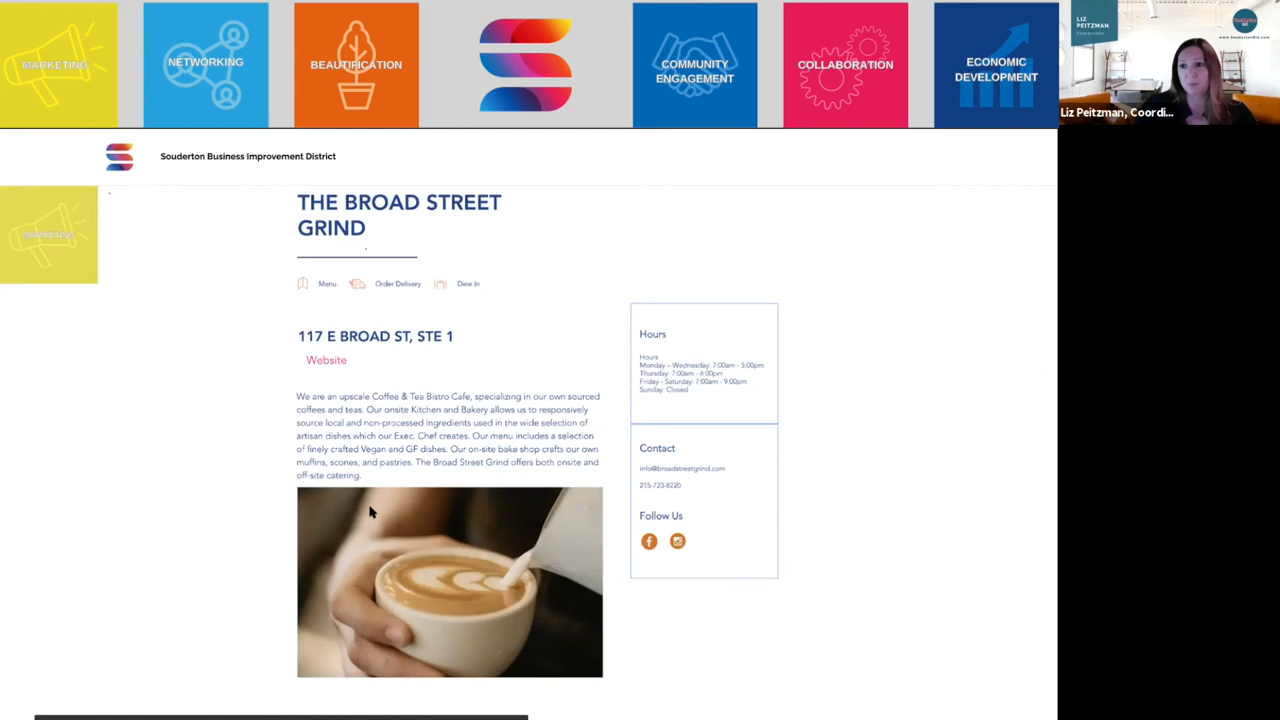 MARKETING
NETWORKING
BEAUTIFICATION
COMMUNITY
ENGAGEMENT
COLLABORATION
ECONOMIC
DEVELOPMENT
LIZ
PEITZMAN
Coordinator
www.SoudertonBid.com
Liz Peitzman, Coordi...
Souderton Business Improvement District
MARKETING
THE BROAD STREET
GRIND
Menu Order Delivery Dine In
117 E BROAD ST, STE 1
Website
We are an upscale Coffee & Tea Bistro Cafe, specializing in our own sourced
coffees and teas. Our onsite Kitchen and Bakery allows us to responsively
source local and non-processed ingredients used in the wide selection of
artisan dishes which our Exec. Chef creates. Our menu includes a selection
of finely crafted Vegan and GF dishes. Our on-site bake shop crafts our own
muffins, scones, and pastries. The Broad Street Grind offers both onsite and
off-site catering.
Hours
Hours
Monday – Wednesday: 7:00am - 5:00pm
Thursday: 7:00am - 6:00pm
Friday - Saturday: 7:00am - 9:00pm
Sunday: Closed
Contact
info@broadstreetgrind.com
215-723-8220
Follow Us